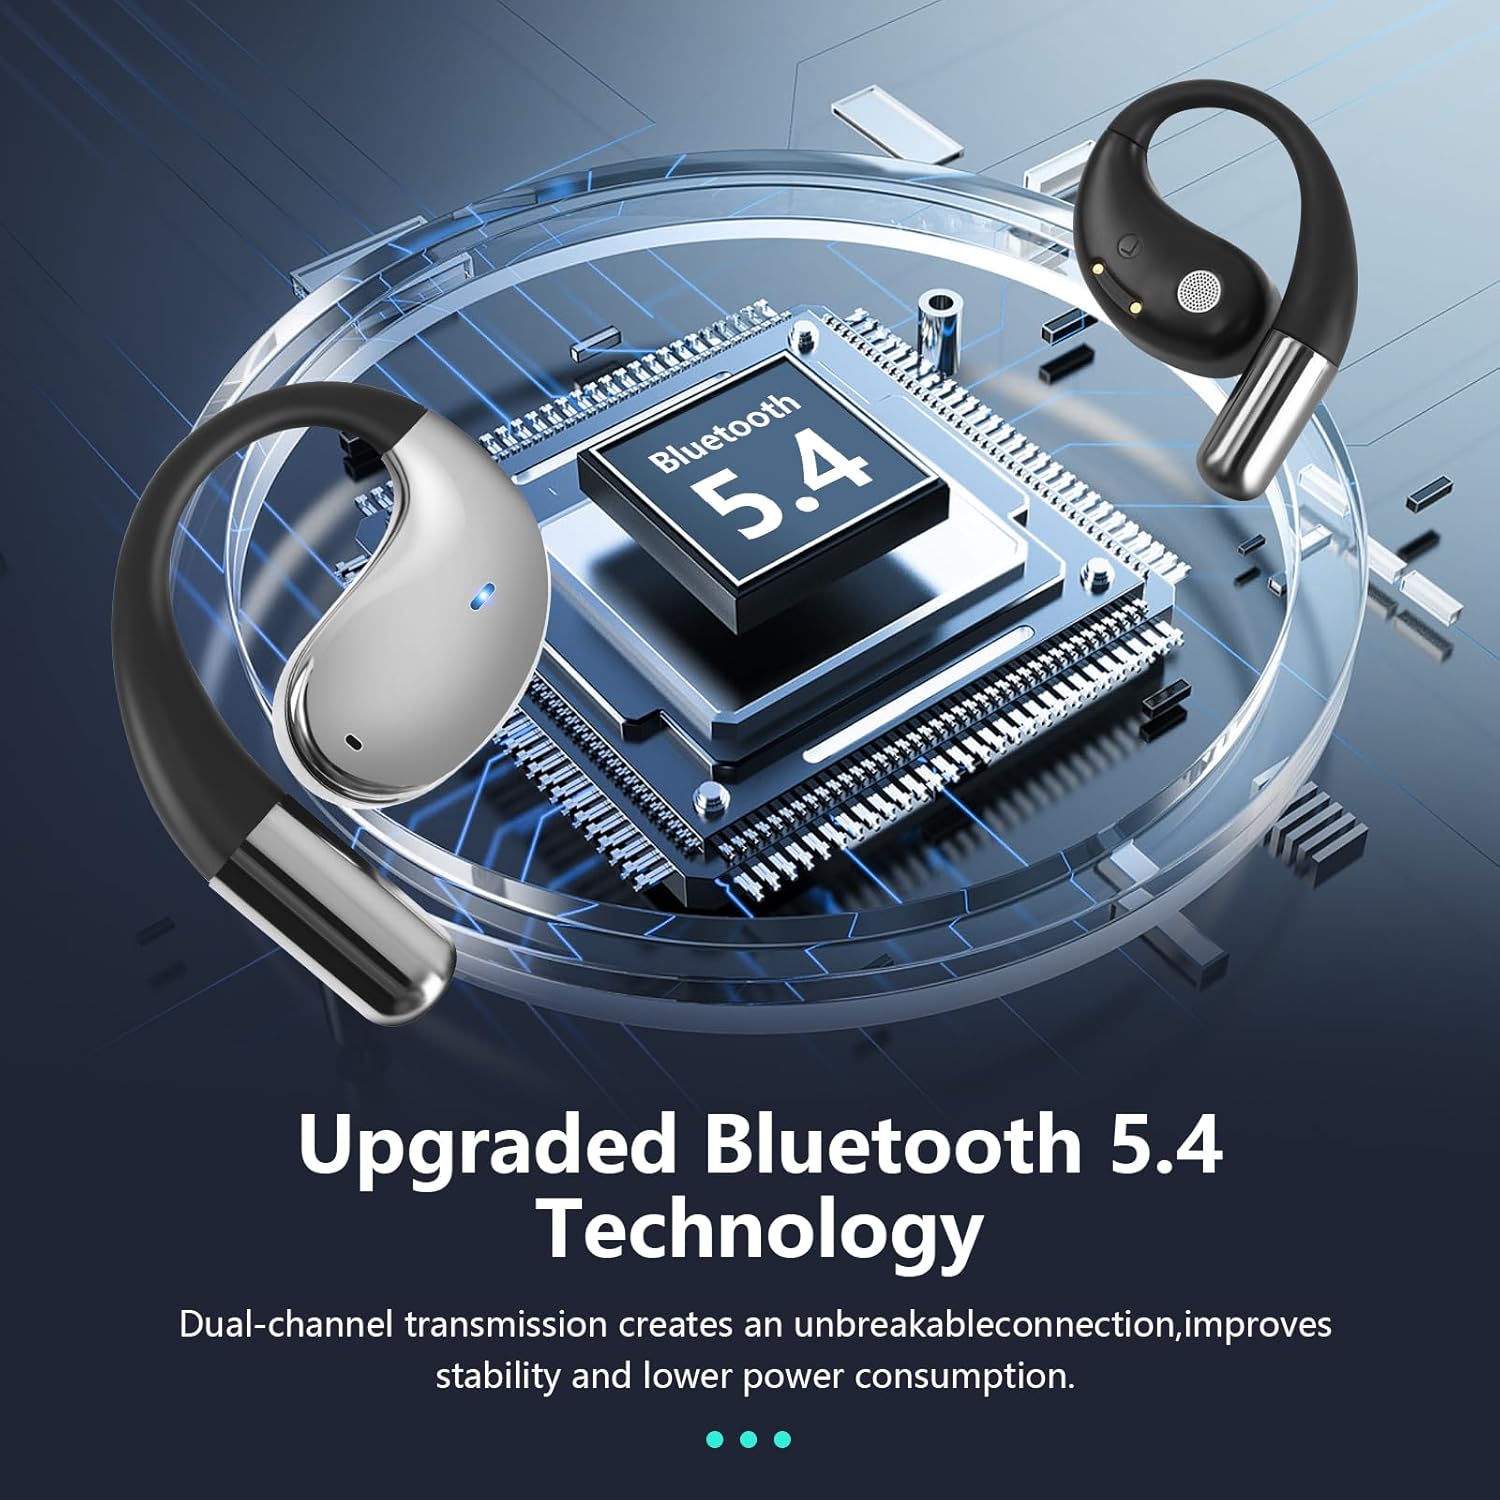 Bluetooth
5.4
Upgraded Bluetooth 5.4
Technology
Dual-channel transmission creates an unbreakableconnection,improves
stability and lower power consumption.